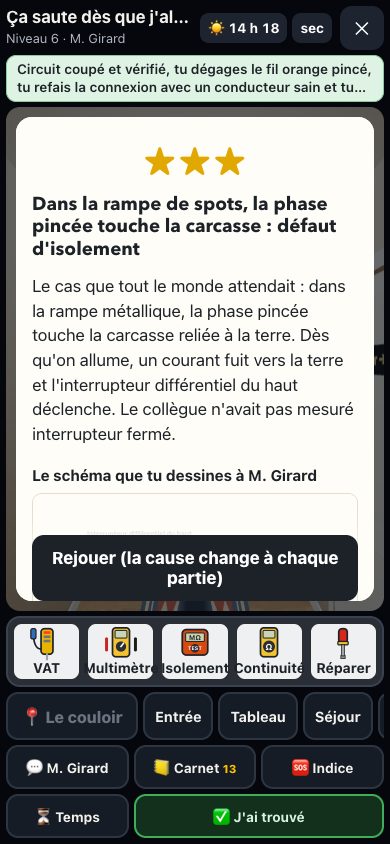 Ça saute dès que j'al...
Niveau 6 · M. Girard
☀️ 14 h 18
sec
Circuit coupé et vérifié, tu dégages le fil orange pincé,
tu refais la connexion avec un conducteur sain et tu...
Dans la rampe de spots, la phase
pincée touche la carcasse : défaut
d'isolement
Le cas que tout le monde attendait : dans
la rampe métallique, la phase pincée
touche la carcasse reliée à la terre. Dès
qu'on allume, un courant fuit vers la terre
et l'interrupteur différentiel du haut
déclenche. Le collègue n'avait pas mesuré
interrupteur fermé.
Le schéma que tu dessines à M. Girard
Rejouer (la cause change à chaque
partie)
MΩ
TEST
VAT
Multimètre
Isolement
Continuité
Réparer
📍 Le couloir
Entrée
Tableau
Séjour
💬 M. Girard
📒 Carnet 13
🆘 Indice
⏳ Temps
✅ J'ai trouvé